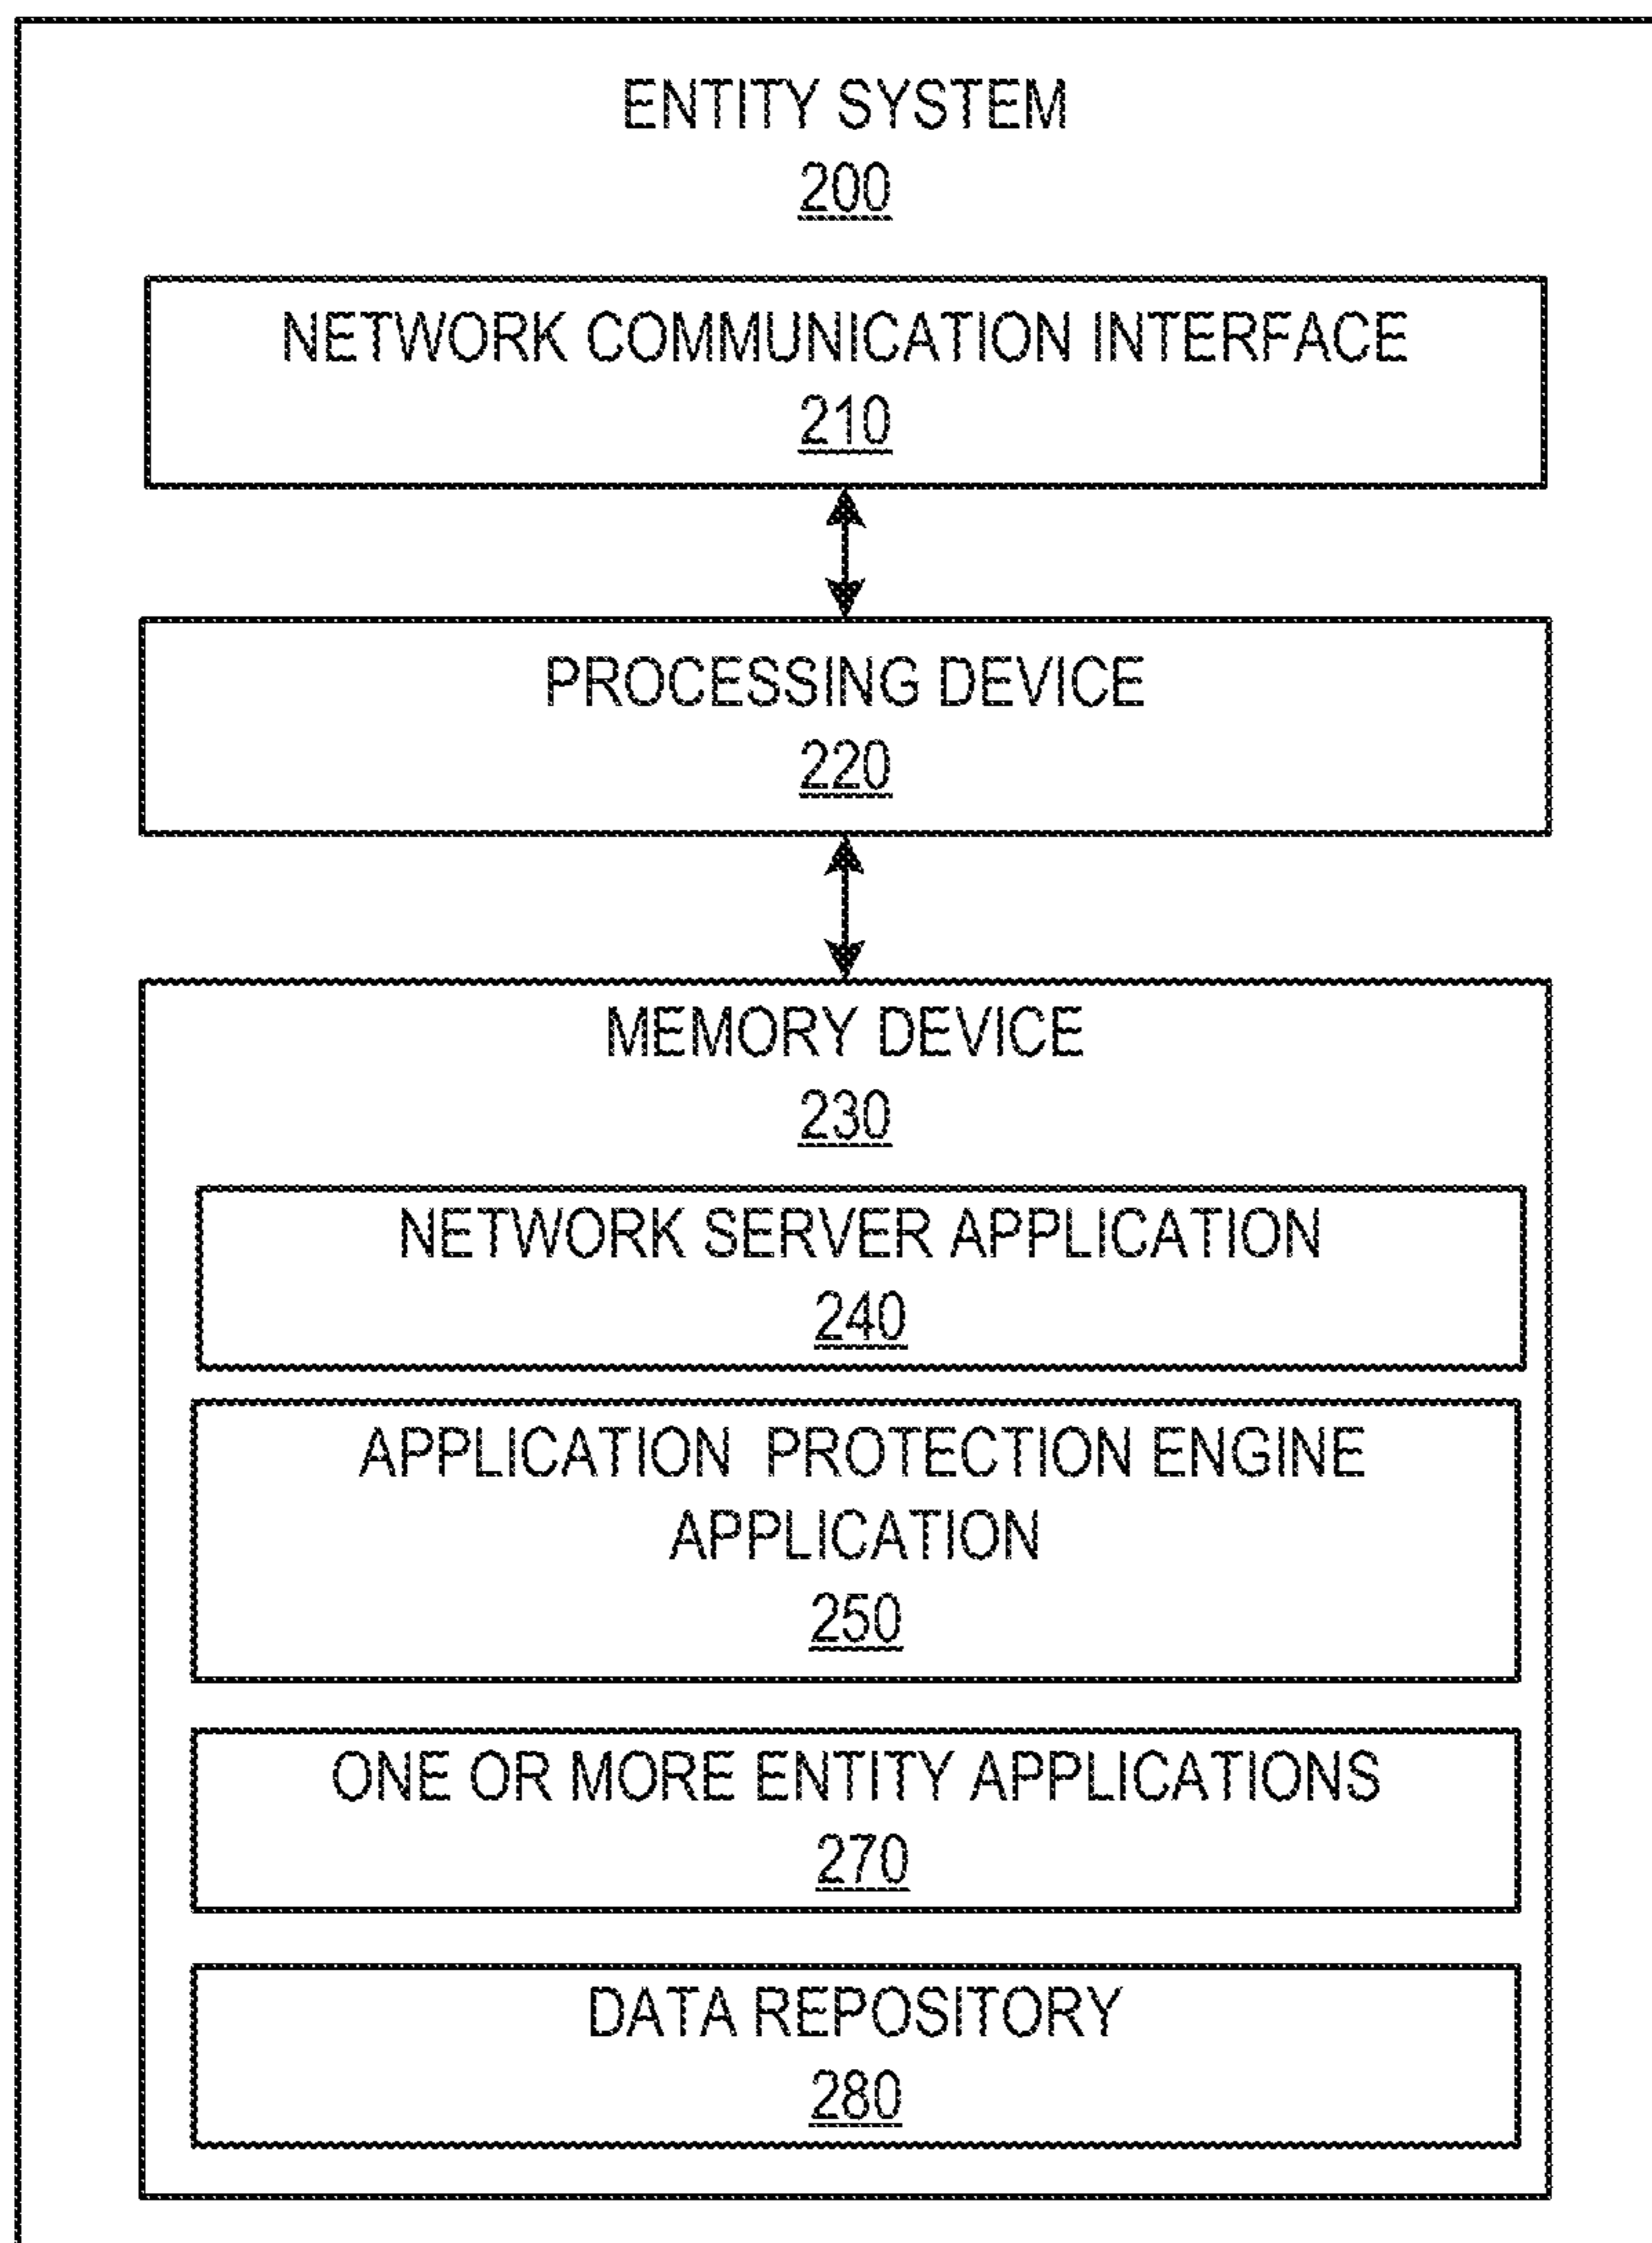 ENTITY SYSTEM
200
NETWORK COMMUNICATION INTERFACE
210
PROCESSING DEVICE
220
MEMORY DEVICE
230
NETWORK SERVER APPLICATION
240
APPLICATION PROTECTION ENGINE
APPLICATION
250
ONE OR MORE ENTITY APPLICATIONS
270
DATA REPOSITORY
280